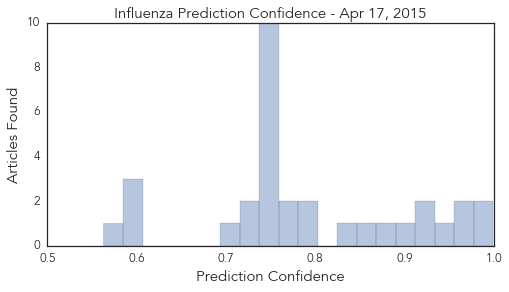 Influenza Prediction Confidence - Apr 17, 2015
Articles Found
10
8
6
4
2
0
0.5 0.6 0.7 0.8 0.9 1.0
Prediction Confidence